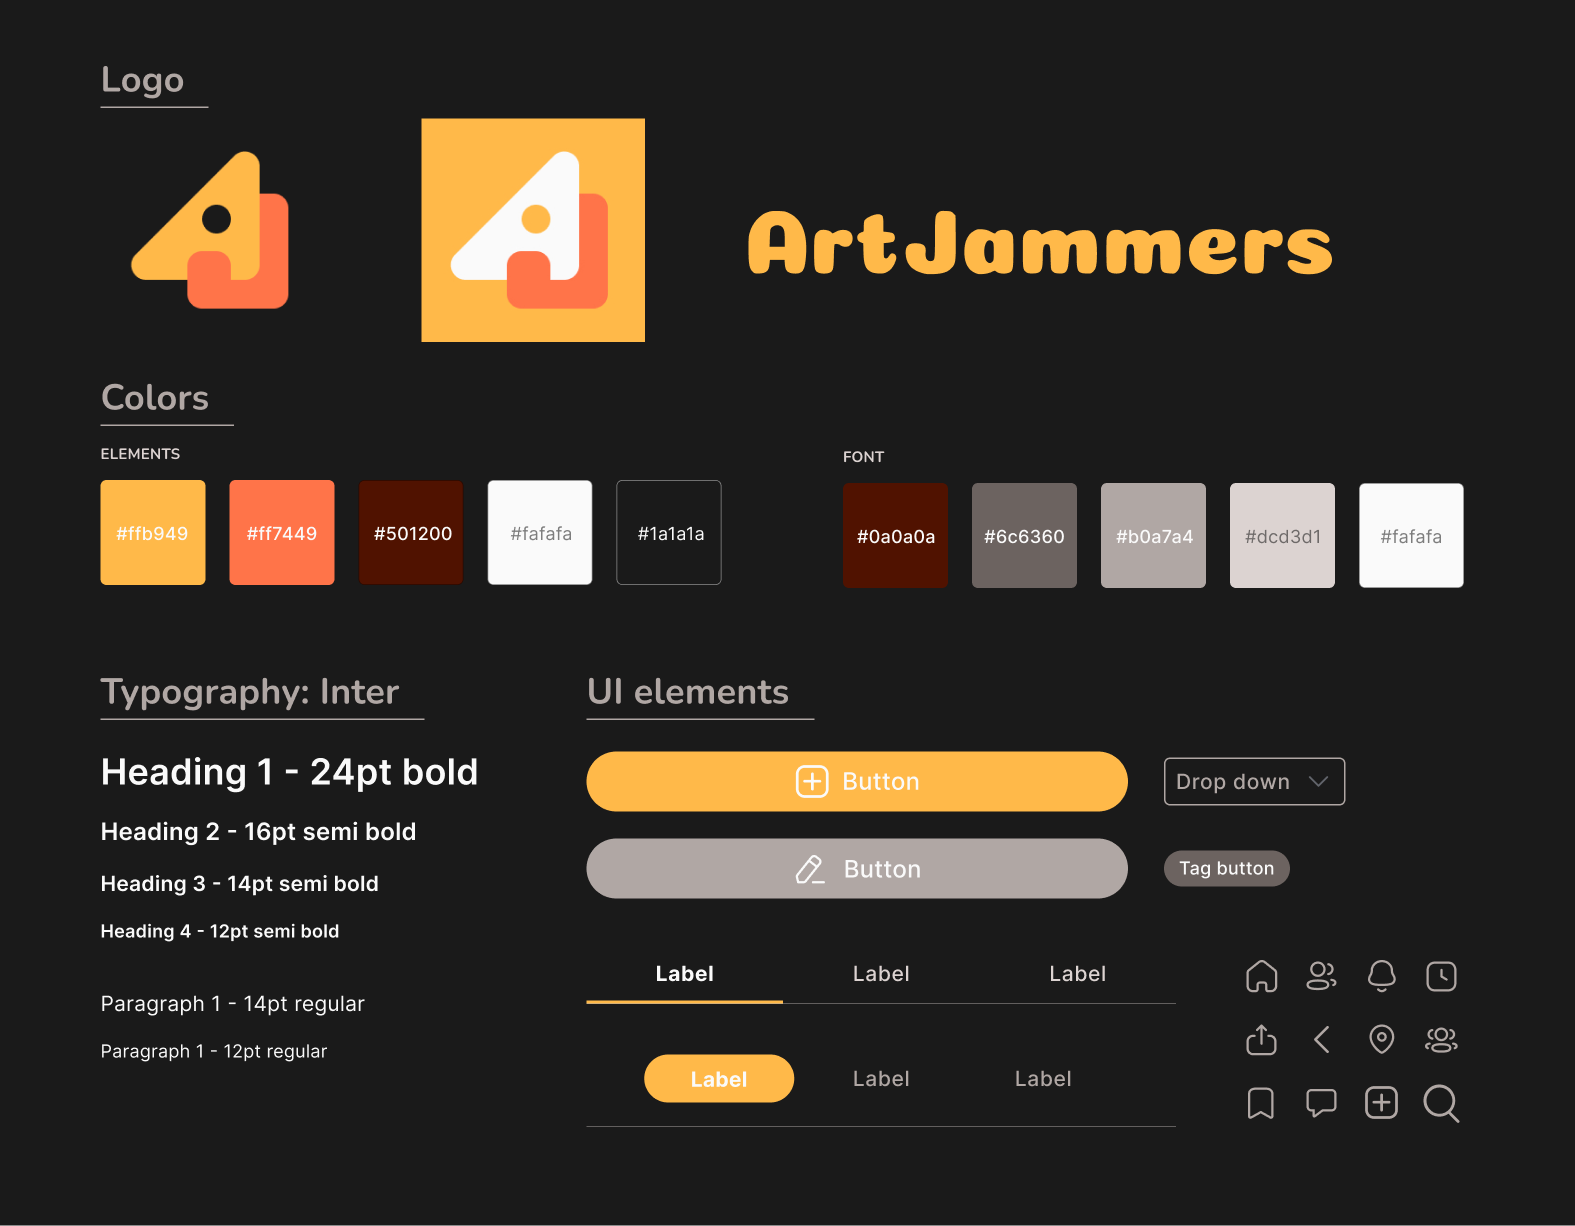 Logo
ArtJammers
Colors
ELEMENTS
#ffb949
#ff7449
#501200
#fafafa
#1a1a1a
FONT
#0a0a0a
#6c6360
#b0a7a4
#dcd3d1
#fafafa
Typography: Inter
Heading 1 - 24pt bold
Heading 2 - 16pt semi bold
Heading 3 - 14pt semi bold
Heading 4 - 12pt semi bold
Paragraph 1 - 14pt regular
Paragraph 1 - 12pt regular
UI elements
Button
Drop down
Button
Tag button
Label
Label
Label
Label
Label
Label